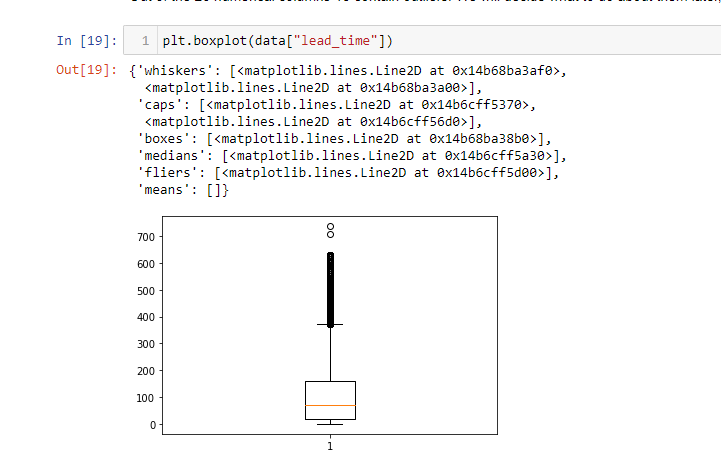 In [19]: 1 plt.boxplot(data["lead_time"])
Out[19]: {'whiskers': [<matplotlib.lines.Line2D at 0x14b68ba3af0>,
<matplotlib.lines.Line2D at 0x14b68ba3a00>],
'caps': [<matplotlib.lines.Line2D at 0x14b6cff5370>,
<matplotlib.lines.Line2D at 0x14b6cff56d0>],
'boxes': [<matplotlib.lines.Line2D at 0x14b68ba38b0>],
'medians': [<matplotlib.lines.Line2D at 0x14b6cff5a30>],
'fliers': [<matplotlib.lines.Line2D at 0x14b6cff5d00>],
'means': []}
700
600
500
400
300
200
100
0
1